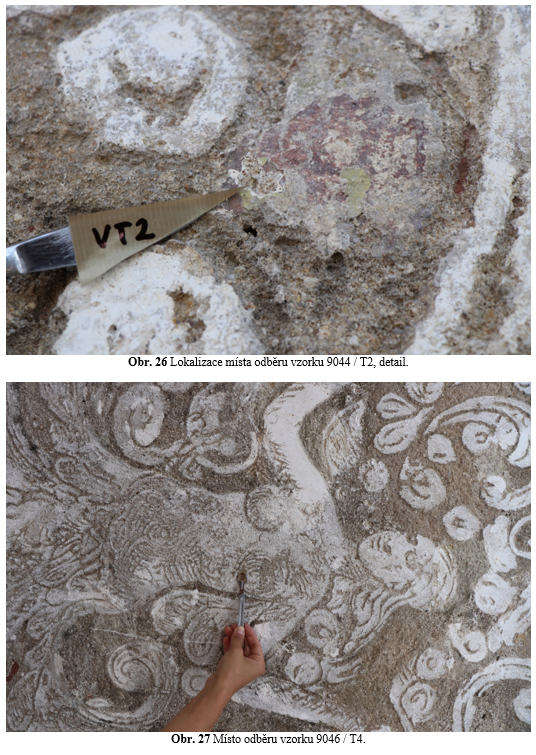 VT2
Obr. 26 Lokalizace místa odběru vzorku 9044 / T2, detail.
Obr. 27 Místo odběru vzorku 9046 / T4.